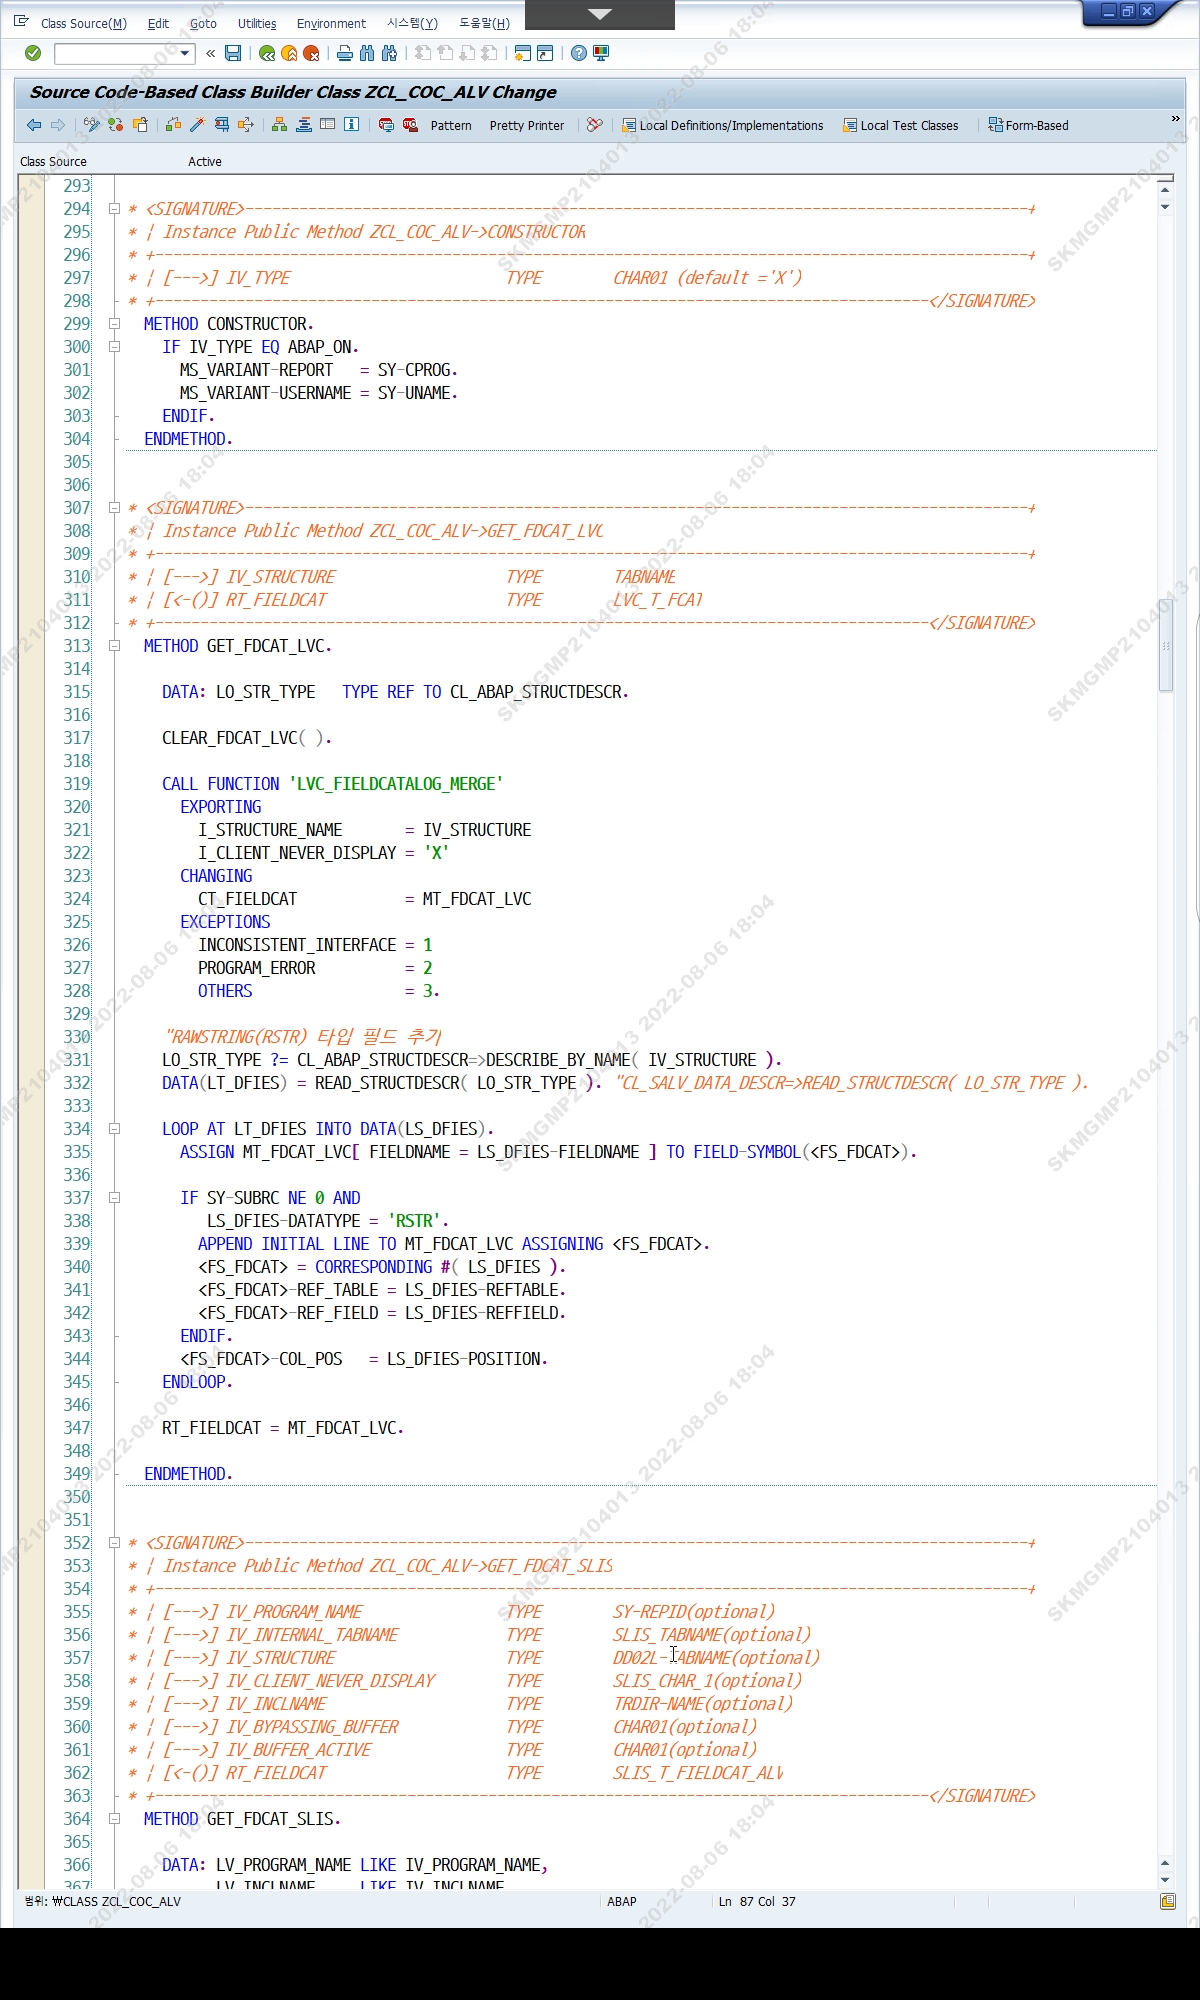 Class Source(M) Edit Goto Utilities Environment 시스템(Y) 도움말(H)
Source Code-Based Class Builder Class ZCL_COC_ALV Change
Pattern Pretty Printer Local Definitions/Implementations Local Test Classes Form-Based »
Class Source Active
293
294 * <SIGNATURE>---------------------------------------------------------------------------------------+
295 * | Instance Public Method ZCL_COC_ALV->CONSTRUCTOR
296 * +-------------------------------------------------------------------------------------------------+
297 * | [--->] IV_TYPE TYPE CHAR01 (default ='X')
298 * +--------------------------------------------------------------------------------------</SIGNATURE>
299 METHOD CONSTRUCTOR.
300 IF IV_TYPE EQ ABAP_ON.
301 MS_VARIANT-REPORT = SY-CPROG.
302 MS_VARIANT-USERNAME = SY-UNAME.
303 ENDIF.
304 ENDMETHOD.
305
306
307 * <SIGNATURE>---------------------------------------------------------------------------------------+
308 * | Instance Public Method ZCL_COC_ALV->GET_FDCAT_LVC
309 * +-------------------------------------------------------------------------------------------------+
310 * | [--->] IV_STRUCTURE TYPE TABNAME
311 * | [<-()] RT_FIELDCAT TYPE LVC_T_FCAT
312 * +--------------------------------------------------------------------------------------</SIGNATURE>
313 METHOD GET_FDCAT_LVC.
314
315 DATA: LO_STR_TYPE TYPE REF TO CL_ABAP_STRUCTDESCR.
316
317 CLEAR_FDCAT_LVC( ).
318
319 CALL FUNCTION 'LVC_FIELDCATALOG_MERGE'
320 EXPORTING
321 I_STRUCTURE_NAME = IV_STRUCTURE
322 I_CLIENT_NEVER_DISPLAY = 'X'
323 CHANGING
324 CT_FIELDCAT = MT_FDCAT_LVC
325 EXCEPTIONS
326 INCONSISTENT_INTERFACE = 1
327 PROGRAM_ERROR = 2
328 OTHERS = 3.
329
330 "RAWSTRING(RSTR) 타입 필드 추가
331 LO_STR_TYPE ?= CL_ABAP_STRUCTDESCR=>DESCRIBE_BY_NAME( IV_STRUCTURE ).
332 DATA(LT_DFIES) = READ_STRUCTDESCR( LO_STR_TYPE ). "CL_SALV_DATA_DESCR=>READ_STRUCTDESCR( LO_STR_TYPE ).
333
334 LOOP AT LT_DFIES INTO DATA(LS_DFIES).
335 ASSIGN MT_FDCAT_LVC[ FIELDNAME = LS_DFIES-FIELDNAME ] TO FIELD-SYMBOL(<FS_FDCAT>).
336
337 IF SY-SUBRC NE 0 AND
338 LS_DFIES-DATATYPE = 'RSTR'.
339 APPEND INITIAL LINE TO MT_FDCAT_LVC ASSIGNING <FS_FDCAT>.
340 <FS_FDCAT> = CORRESPONDING #( LS_DFIES ).
341 <FS_FDCAT>-REF_TABLE = LS_DFIES-REFTABLE.
342 <FS_FDCAT>-REF_FIELD = LS_DFIES-REFFIELD.
343 ENDIF.
344 <FS_FDCAT>-COL_POS = LS_DFIES-POSITION.
345 ENDLOOP.
346
347 RT_FIELDCAT = MT_FDCAT_LVC.
348
349 ENDMETHOD.
350
351
352 * <SIGNATURE>---------------------------------------------------------------------------------------+
353 * | Instance Public Method ZCL_COC_ALV->GET_FDCAT_SLIS
354 * +-------------------------------------------------------------------------------------------------+
355 * | [--->] IV_PROGRAM_NAME TYPE SY-REPID(optional)
356 * | [--->] IV_INTERNAL_TABNAME TYPE SLIS_TABNAME(optional)
357 * | [--->] IV_STRUCTURE TYPE DD02L-TABNAME(optional)
358 * | [--->] IV_CLIENT_NEVER_DISPLAY TYPE SLIS_CHAR_1(optional)
359 * | [--->] IV_INCLNAME TYPE TRDIR-NAME(optional)
360 * | [--->] IV_BYPASSING_BUFFER TYPE CHAR01(optional)
361 * | [--->] IV_BUFFER_ACTIVE TYPE CHAR01(optional)
362 * | [<-()] RT_FIELDCAT TYPE SLIS_T_FIELDCAT_ALV
363 * +--------------------------------------------------------------------------------------</SIGNATURE>
364 METHOD GET_FDCAT_SLIS.
365
366 DATA: LV_PROGRAM_NAME LIKE IV_PROGRAM_NAME,
367 LV_INCLNAME LIKE IV_INCLNAME
범위: ₩CLASS ZCL_COC_ALV ABAP Ln 87 Col 37
SKMGMP2104013 2022-08-06 18:04